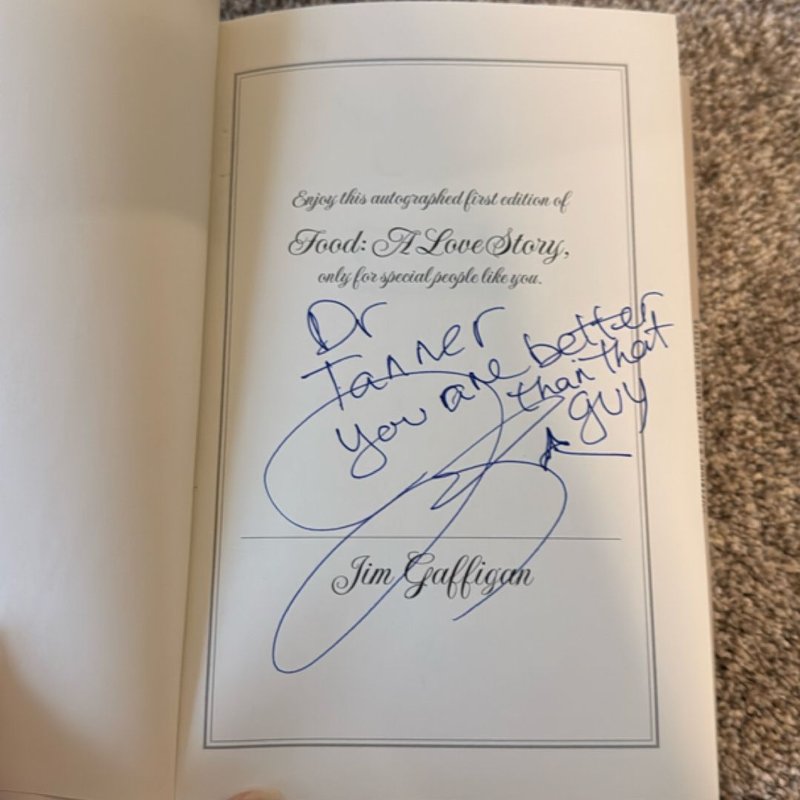 Enjoy this autographed first edition of
Food: A Love Story,
only for special people like you.
Dr
Tanner
You are better
than that
guy
Jim Gaffigan